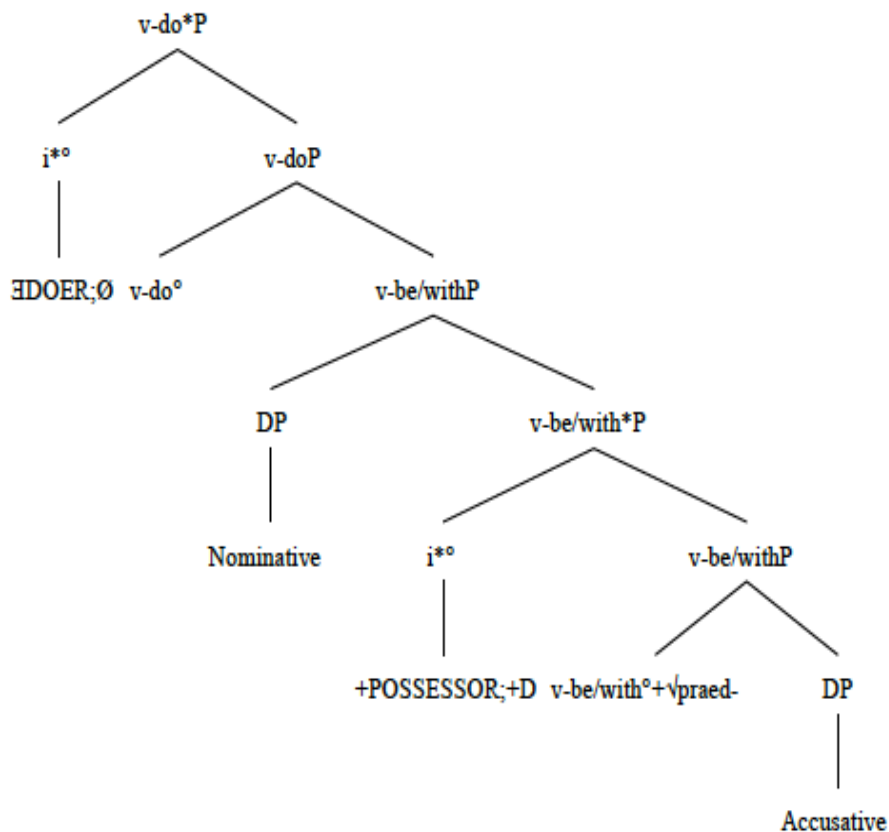 v-do*P
i*° v-doP
ƎDOER;Ø v-do° v-be/withP
DP v-be/with*P
Nominative i*° v-be/withP
+POSSESSOR;+D v-be/with°+√praed- DP
Accusative